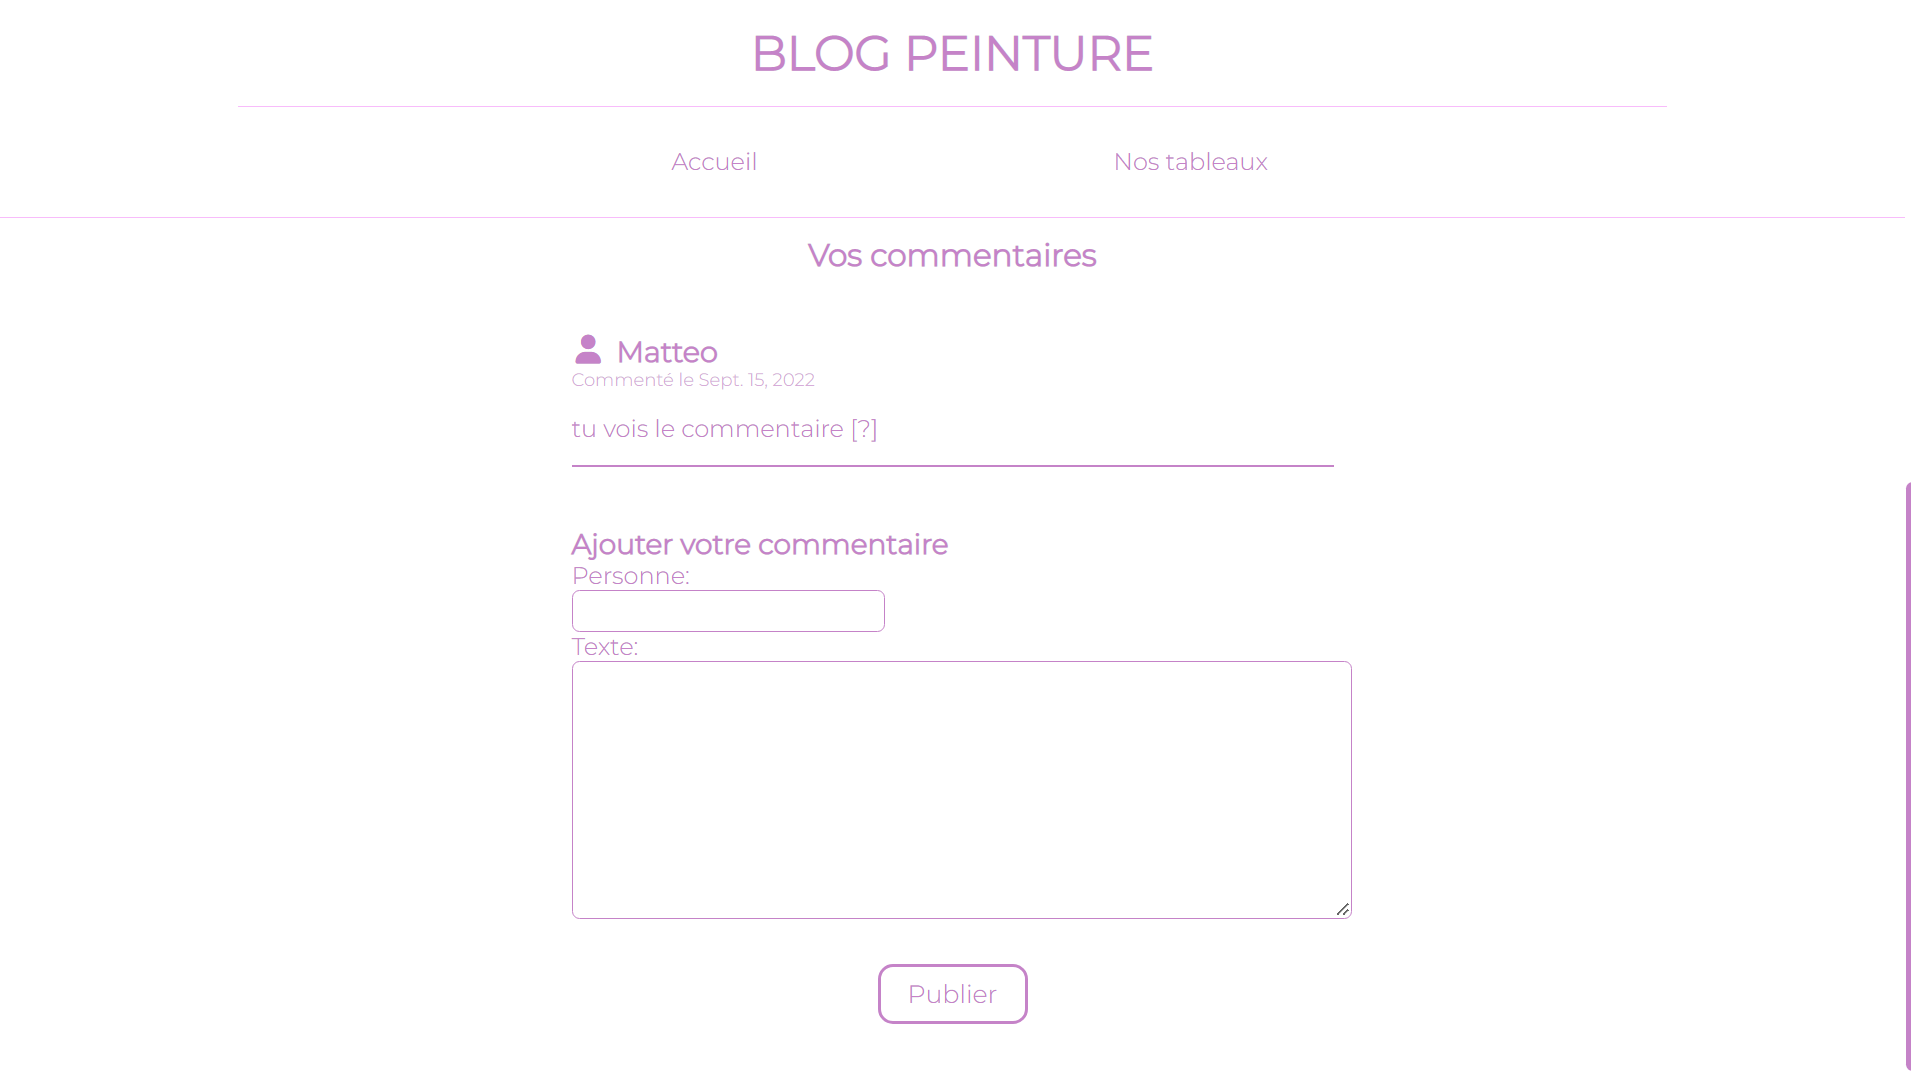 BLOG PEINTURE
Accueil
Nos tableaux
Vos commentaires
Matteo
Commenté le Sept. 15, 2022
tu vois le commentaire [?]
Ajouter votre commentaire
Personne:
Texte:
Publier